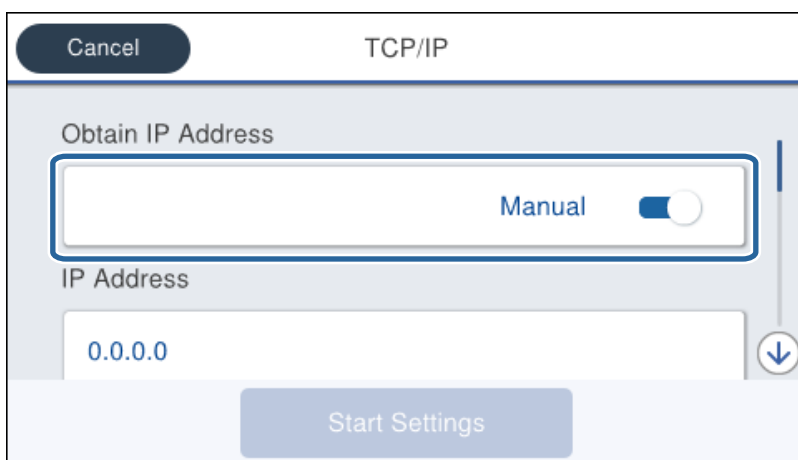 Cancel TCP/IP
Obtain IP Address
Manual
IP Address
0.0.0.0
Start Settings